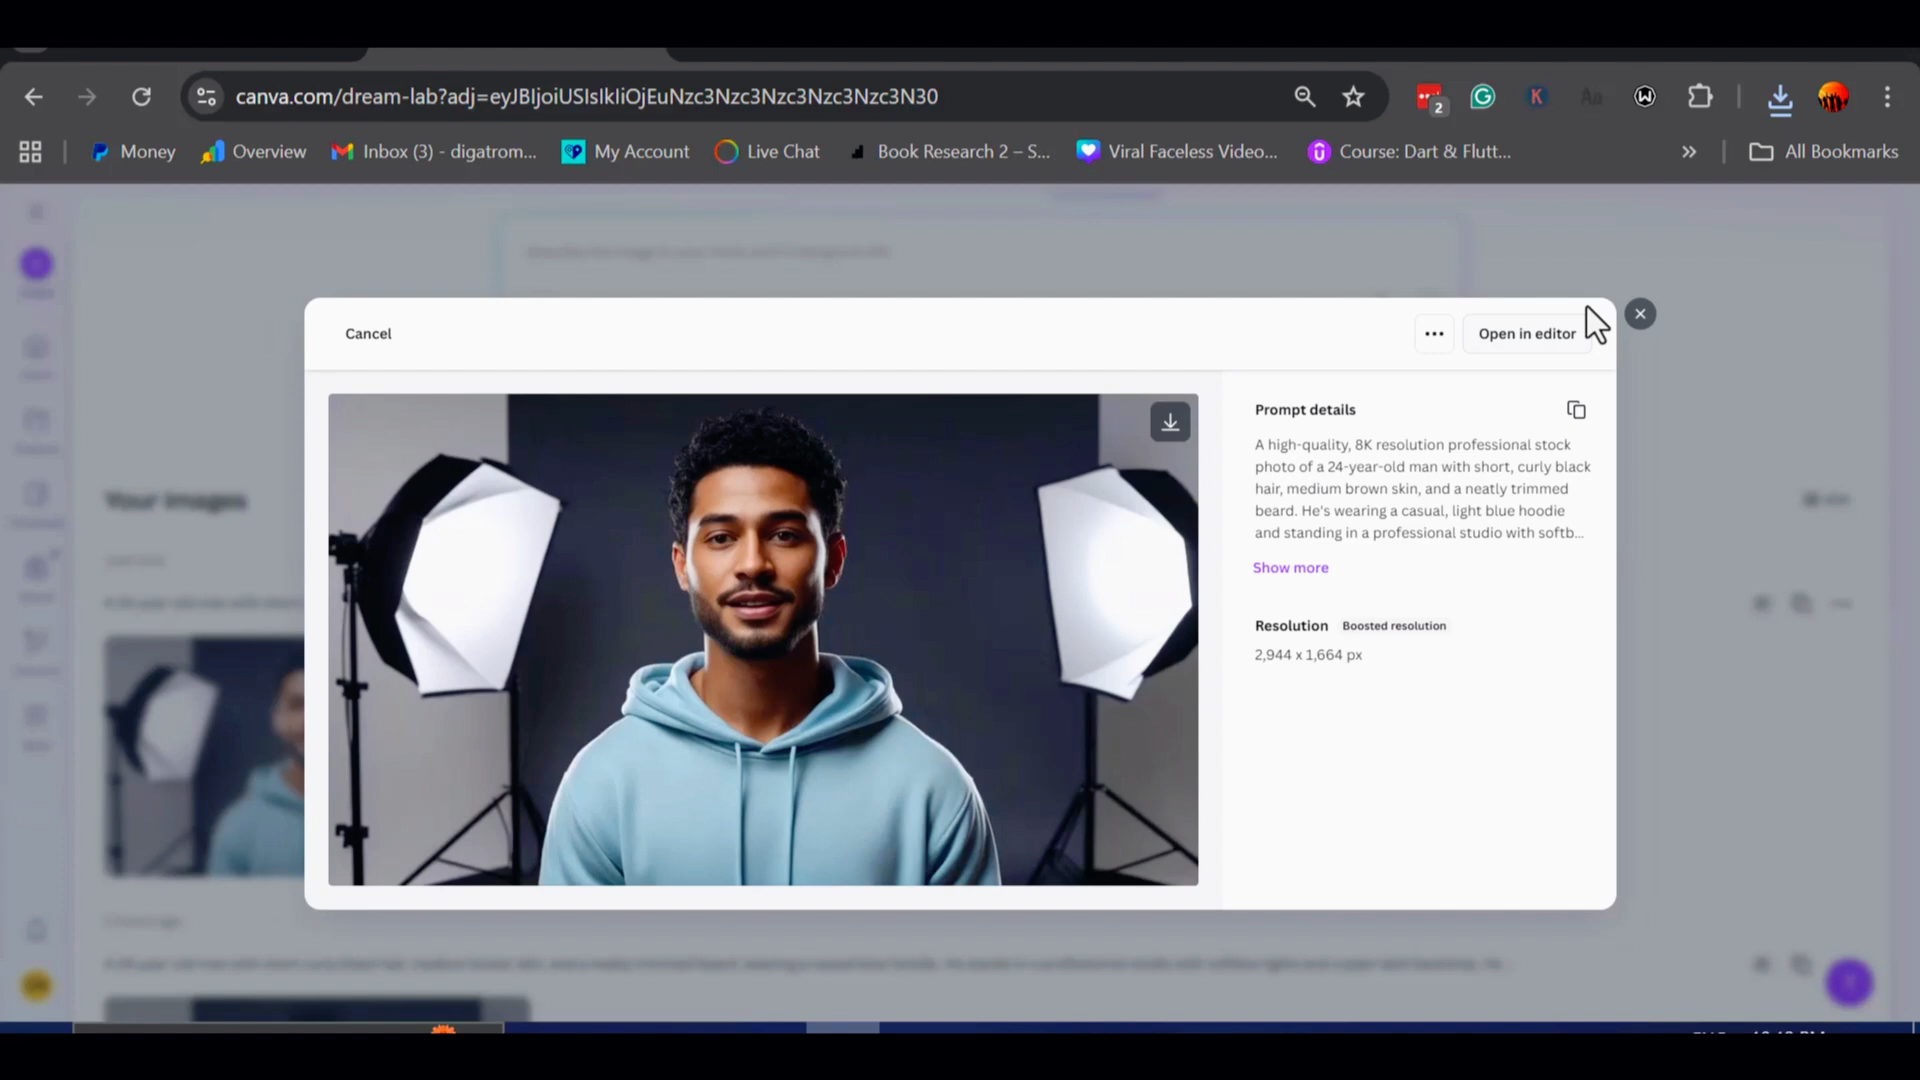 canva.com/dream-lab?adj=eyJBIjoiUSIsIkIiOjEuNzc3Nzc3Nzc3Nzc3Nzc3N30
2
Money
Overview
Inbox (3) - digatrom...
My Account
Live Chat
Book Research 2 – S...
Viral Faceless Video...
Course: Dart & Flutt...
All Bookmarks
Cancel
Open in editor
Prompt details
A high-quality, 8K resolution professional stock
photo of a 24-year-old man with short, curly black
hair, medium brown skin, and a neatly trimmed
beard. He's wearing a casual, light blue hoodie
and standing in a professional studio with softb...
Show more
Resolution Boosted resolution
2,944 x 1,664 px
Your images